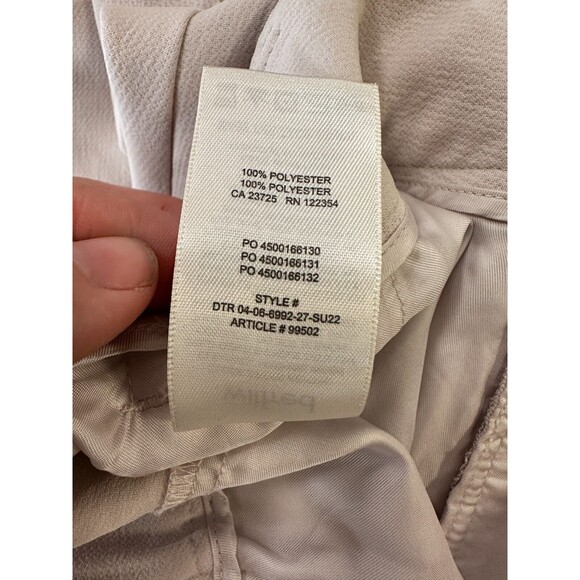 100% POLYESTER
100% POLYESTER
CA 23725 RN 122354
PO 4500166130
PO 4500166131
PO 4500166132
STYLE #
DTR 04-06-6992-27-SU22
ARTICLE # 99502
wilfred